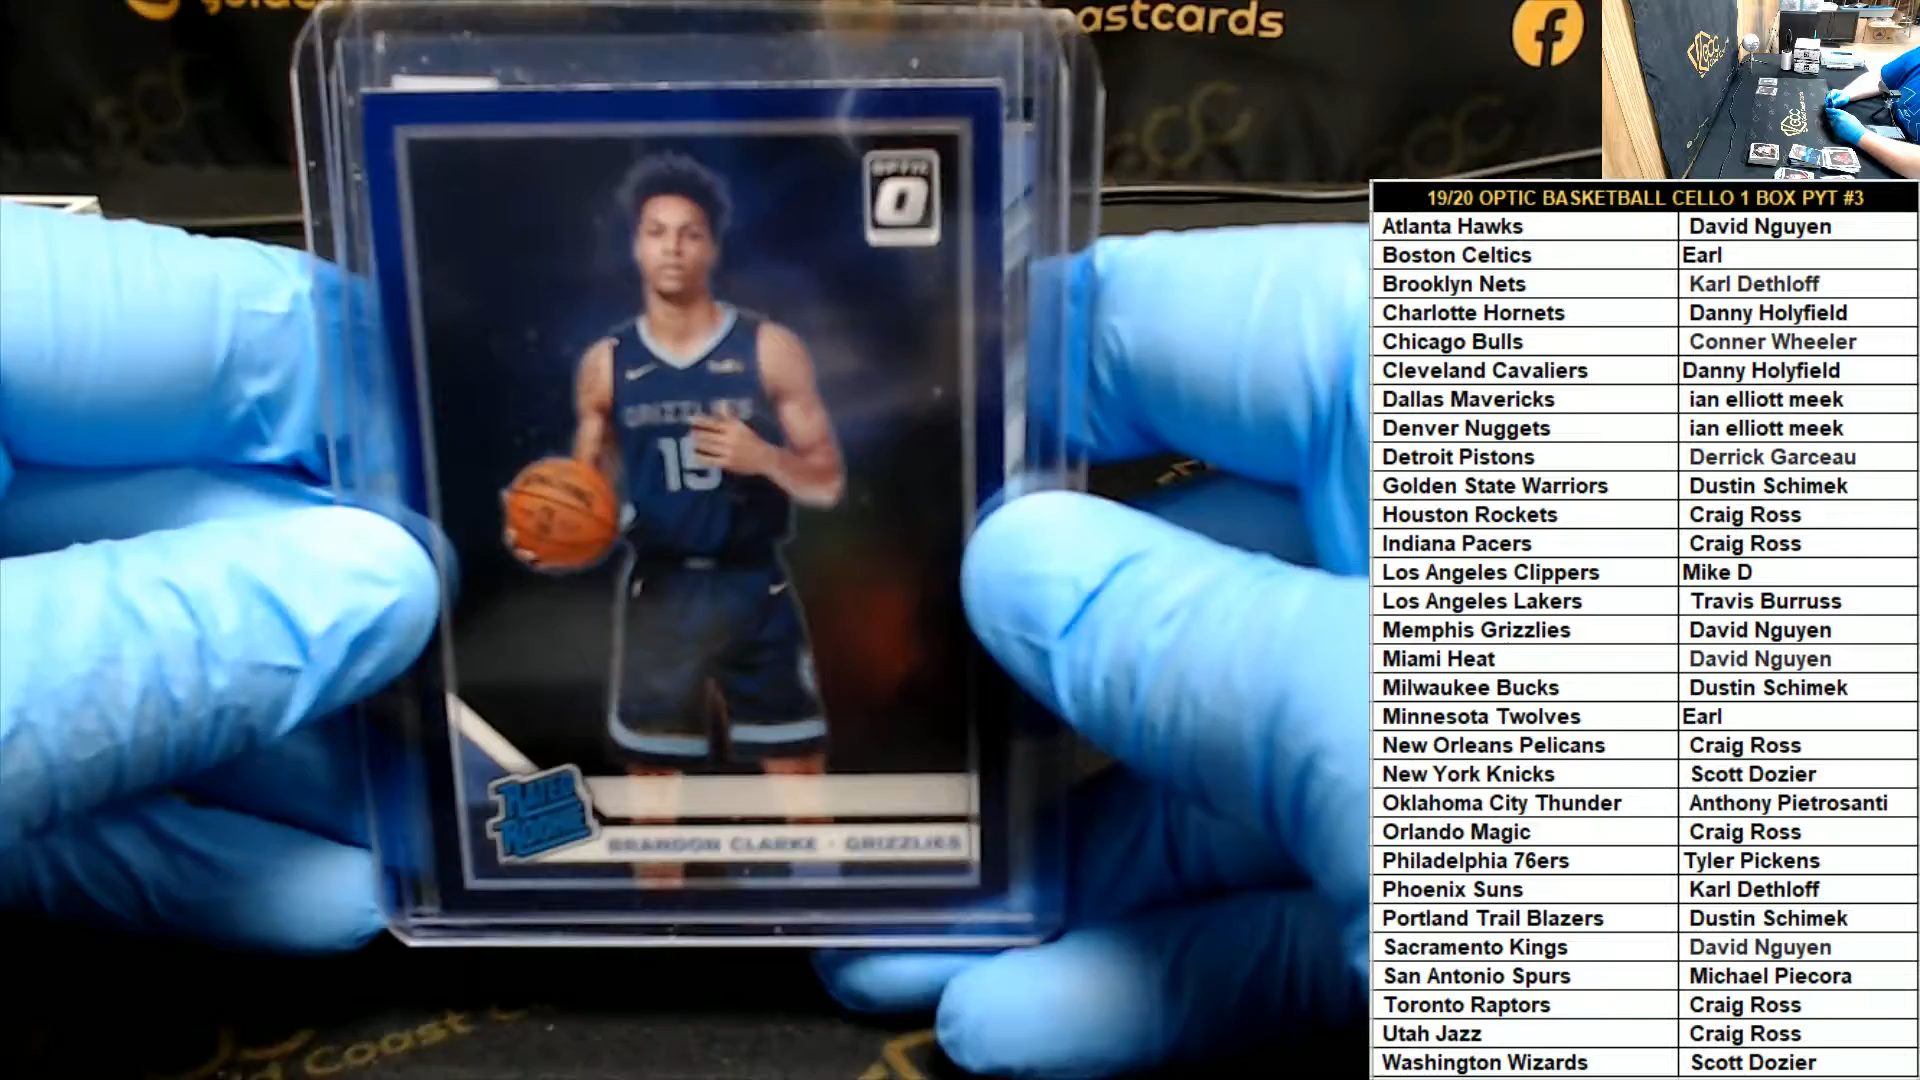 astcards
OPTIC
O
GRIZZLIES
15
RATED
ROOKIE
BRANDON CLARKE · GRIZZLIES
Coast
GCC
19/20 OPTIC BASKETBALL CELLO 1 BOX PYT #3
Atlanta Hawks David Nguyen
Boston Celtics Earl
Brooklyn Nets Karl Dethloff
Charlotte Hornets Danny Holyfield
Chicago Bulls Conner Wheeler
Cleveland Cavaliers Danny Holyfield
Dallas Mavericks ian elliott meek
Denver Nuggets ian elliott meek
Detroit Pistons Derrick Garceau
Golden State Warriors Dustin Schimek
Houston Rockets Craig Ross
Indiana Pacers Craig Ross
Los Angeles Clippers Mike D
Los Angeles Lakers Travis Burruss
Memphis Grizzlies David Nguyen
Miami Heat David Nguyen
Milwaukee Bucks Dustin Schimek
Minnesota Twolves Earl
New Orleans Pelicans Craig Ross
New York Knicks Scott Dozier
Oklahoma City Thunder Anthony Pietrosanti
Orlando Magic Craig Ross
Philadelphia 76ers Tyler Pickens
Phoenix Suns Karl Dethloff
Portland Trail Blazers Dustin Schimek
Sacramento Kings David Nguyen
San Antonio Spurs Michael Piecora
Toronto Raptors Craig Ross
Utah Jazz Craig Ross
Washington Wizards Scott Dozier